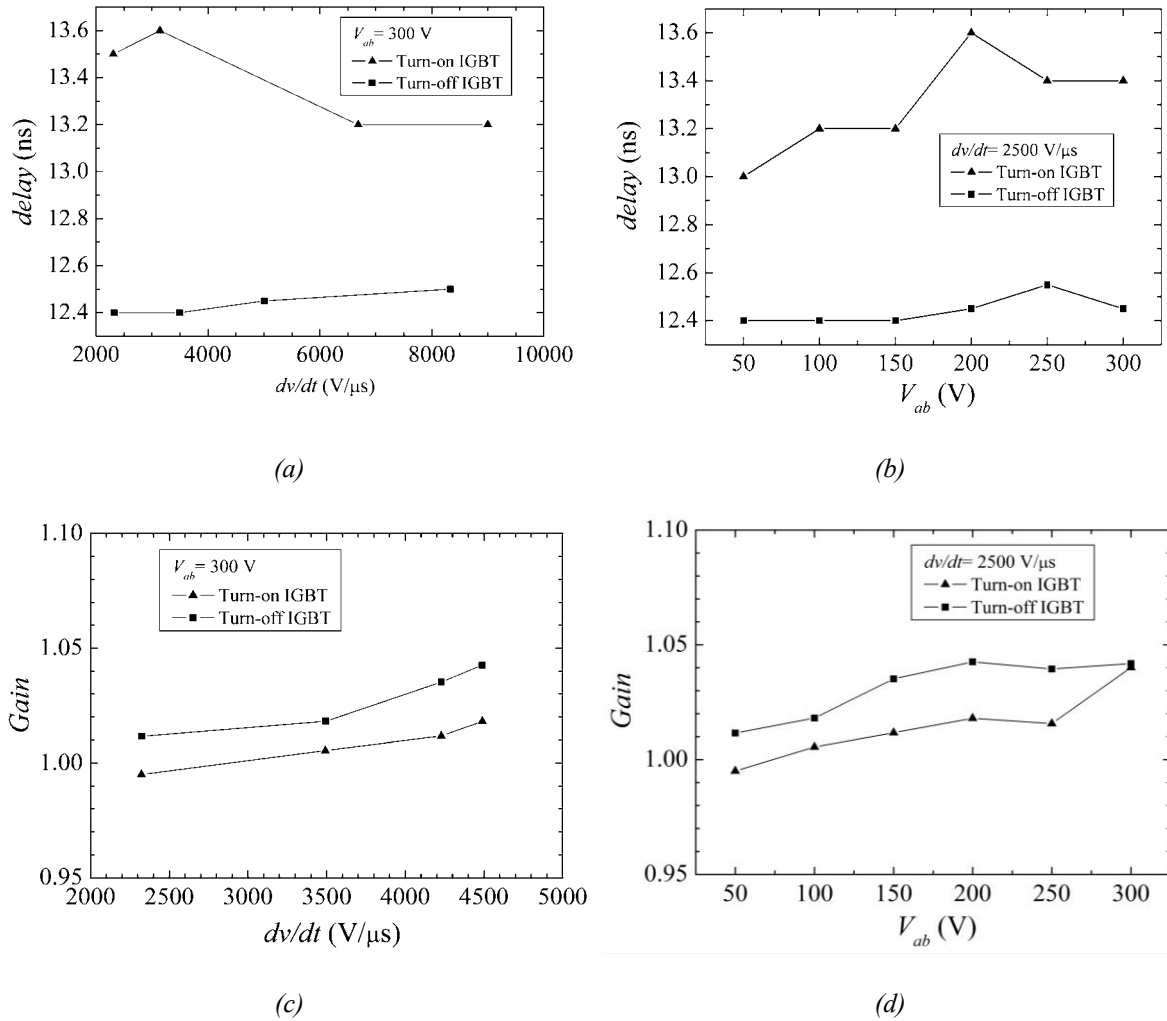 13.6
13.4
13.2
13.0
12.8
12.6
12.4
delay (ns)
V_ab= 300 V
Turn-on IGBT
Turn-off IGBT
2000 4000 6000 8000 10000
dv/dt (V/μs)
(a)
13.6
13.4
13.2
13.0
12.8
12.6
12.4
delay (ns)
dv/dt= 2500 V/μs
Turn-on IGBT
Turn-off IGBT
50 100 150 200 250 300
V_ab (V)
(b)
1.10
1.05
1.00
0.95
Gain
V_ab= 300 V
Turn-on IGBT
Turn-off IGBT
2000 2500 3000 3500 4000 4500 5000
dv/dt (V/μs)
(c)
1.10
1.05
1.00
0.95
Gain
dv/dt= 2500 V/μs
Turn-on IGBT
Turn-off IGBT
50 100 150 200 250 300
V_ab (V)
(d)